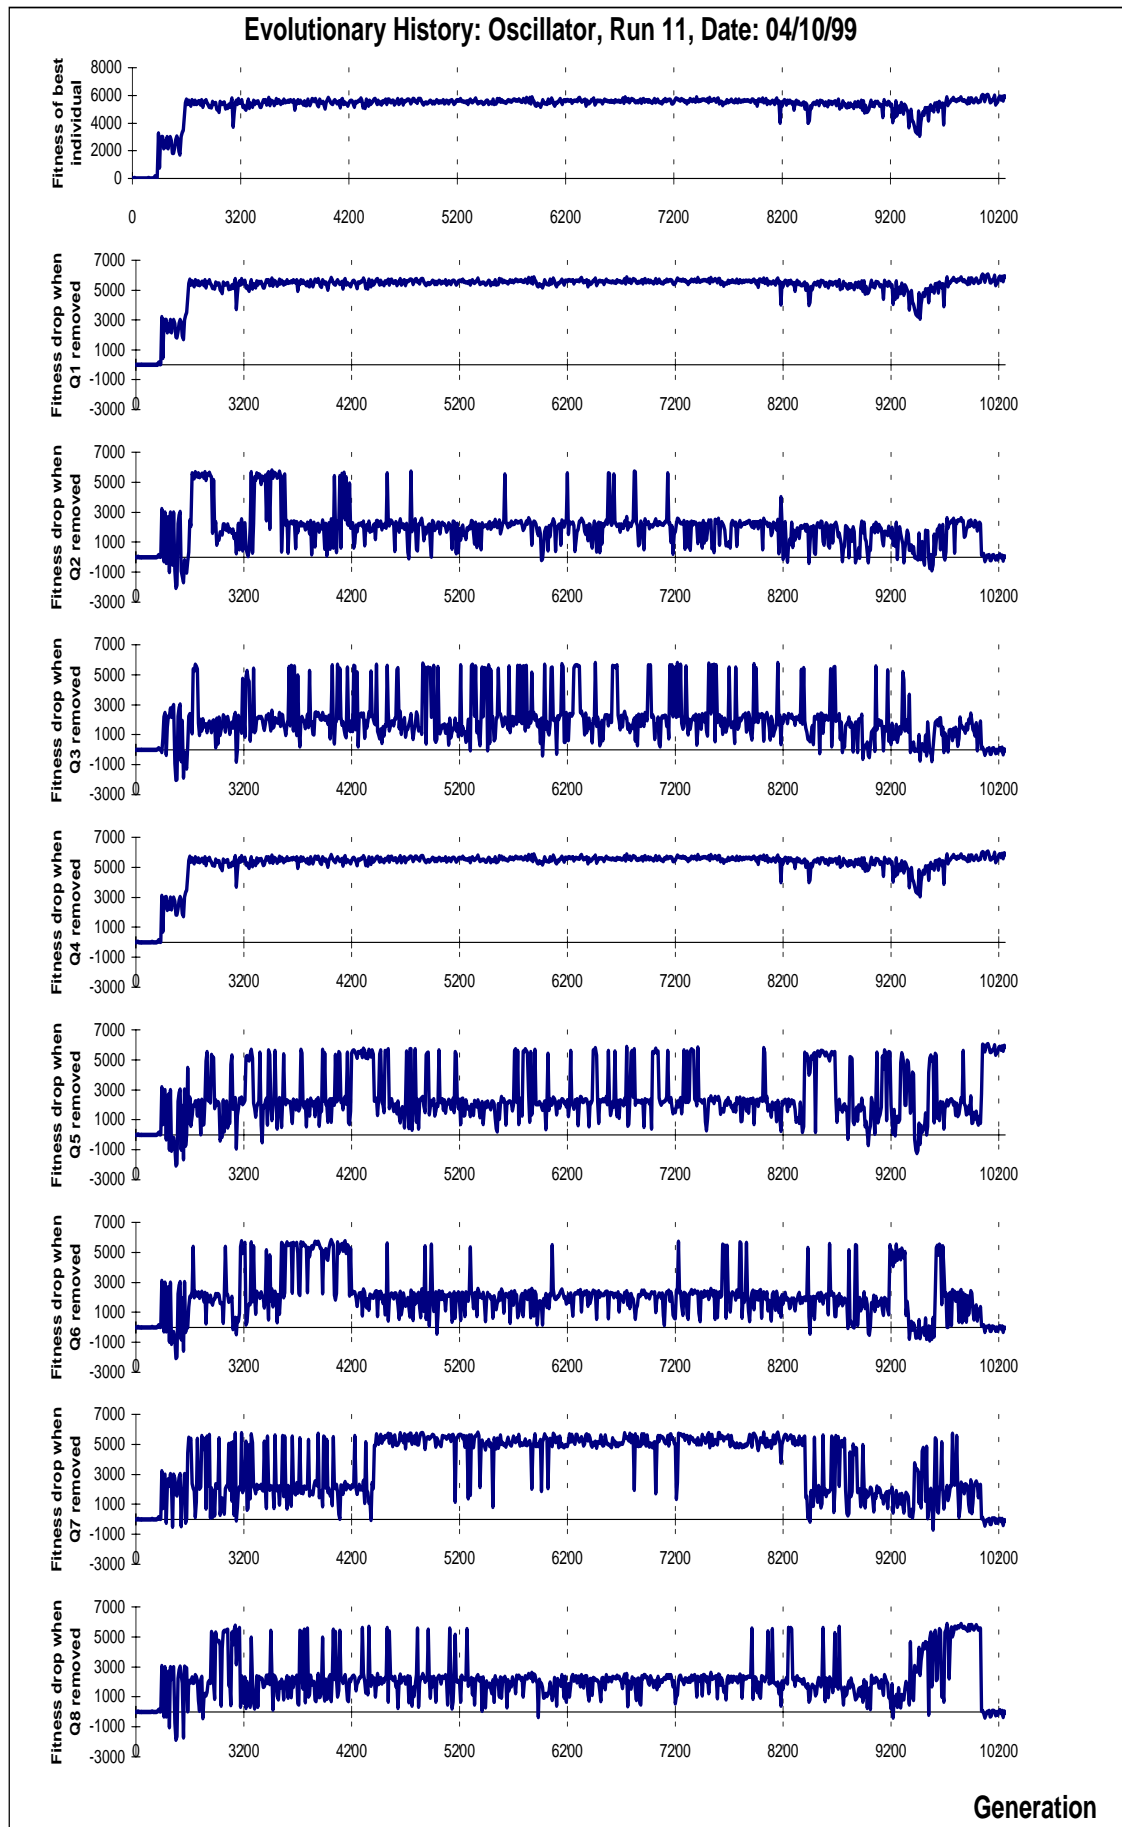 Evolutionary History: Oscillator, Run 11, Date: 04/10/99
Fitness of best
individual
8000
6000
4000
2000
0
0 3200 4200 5200 6200 7200 8200 9200 10200
Fitness drop when
Q1 removed
7000
5000
3000
1000
-1000
-3000
0 3200 4200 5200 6200 7200 8200 9200 10200
Fitness drop when
Q2 removed
7000
5000
3000
1000
-1000
-3000
0 3200 4200 5200 6200 7200 8200 9200 10200
Fitness drop when
Q3 removed
7000
5000
3000
1000
-1000
-3000
0 3200 4200 5200 6200 7200 8200 9200 10200
Fitness drop when
Q4 removed
7000
5000
3000
1000
-1000
-3000
0 3200 4200 5200 6200 7200 8200 9200 10200
Fitness drop when
Q5 removed
7000
5000
3000
1000
-1000
-3000
0 3200 4200 5200 6200 7200 8200 9200 10200
Fitness drop when
Q6 removed
7000
5000
3000
1000
-1000
-3000
0 3200 4200 5200 6200 7200 8200 9200 10200
Fitness drop when
Q7 removed
7000
5000
3000
1000
-1000
-3000
0 3200 4200 5200 6200 7200 8200 9200 10200
Fitness drop when
Q8 removed
7000
5000
3000
1000
-1000
-3000
0 3200 4200 5200 6200 7200 8200 9200 10200
Generation